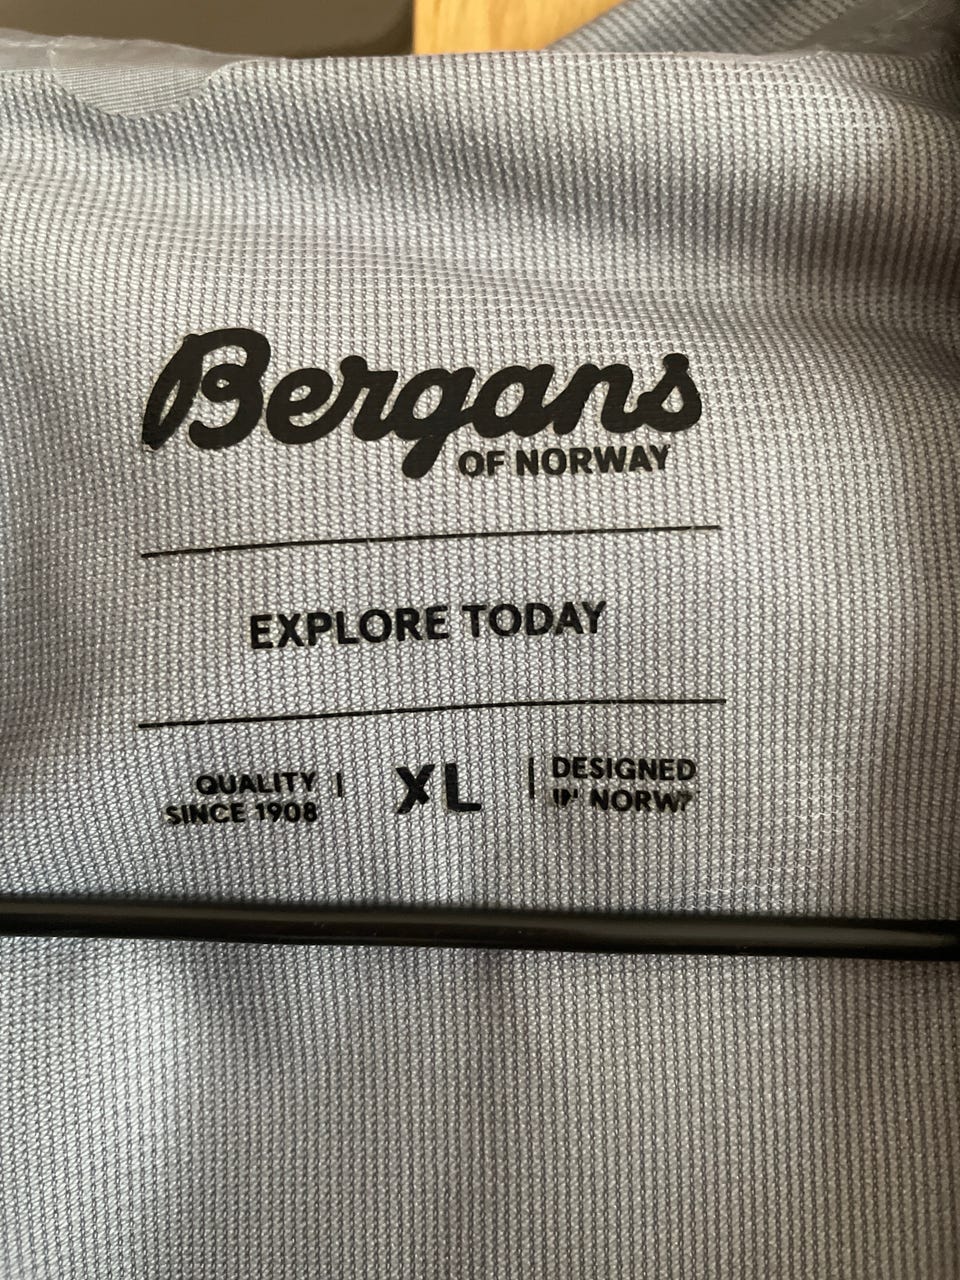 Bergans
OF NORWAY
EXPLORE TODAY
QUALITY | XL | DESIGNED
SINCE 1908